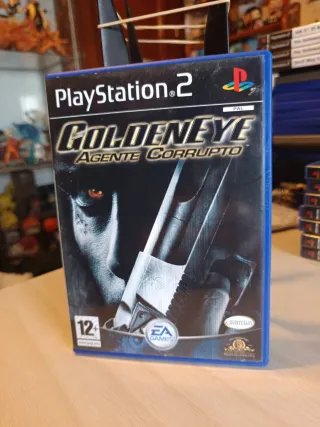 PlayStation®2
PAL
GOLDENEYE
AGENTE CORRUPTO
12+
EA
GAMES